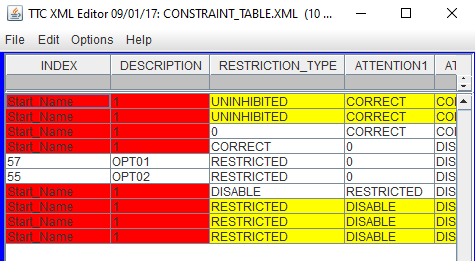 TTC XML Editor 09/01/17: CONSTRAINT_TABLE.XML (10 ...
File Edit Options Help
INDEX DESCRIPTION RESTRICTION_TYPE ATTENTION1 AT
Start_Name 1 UNINHIBITED CORRECT CO
Start_Name 1 UNINHIBITED CORRECT CO
Start_Name 1 0 CORRECT CO
Start_Name 1 CORRECT 0 DIS
57 OPT01 RESTRICTED 0 DIS
55 OPT02 RESTRICTED 0 DIS
Start_Name 1 DISABLE RESTRICTED DIS
Start_Name 1 RESTRICTED DISABLE DIS
Start_Name 1 RESTRICTED DISABLE DIS
Start_Name 1 RESTRICTED DISABLE DIS